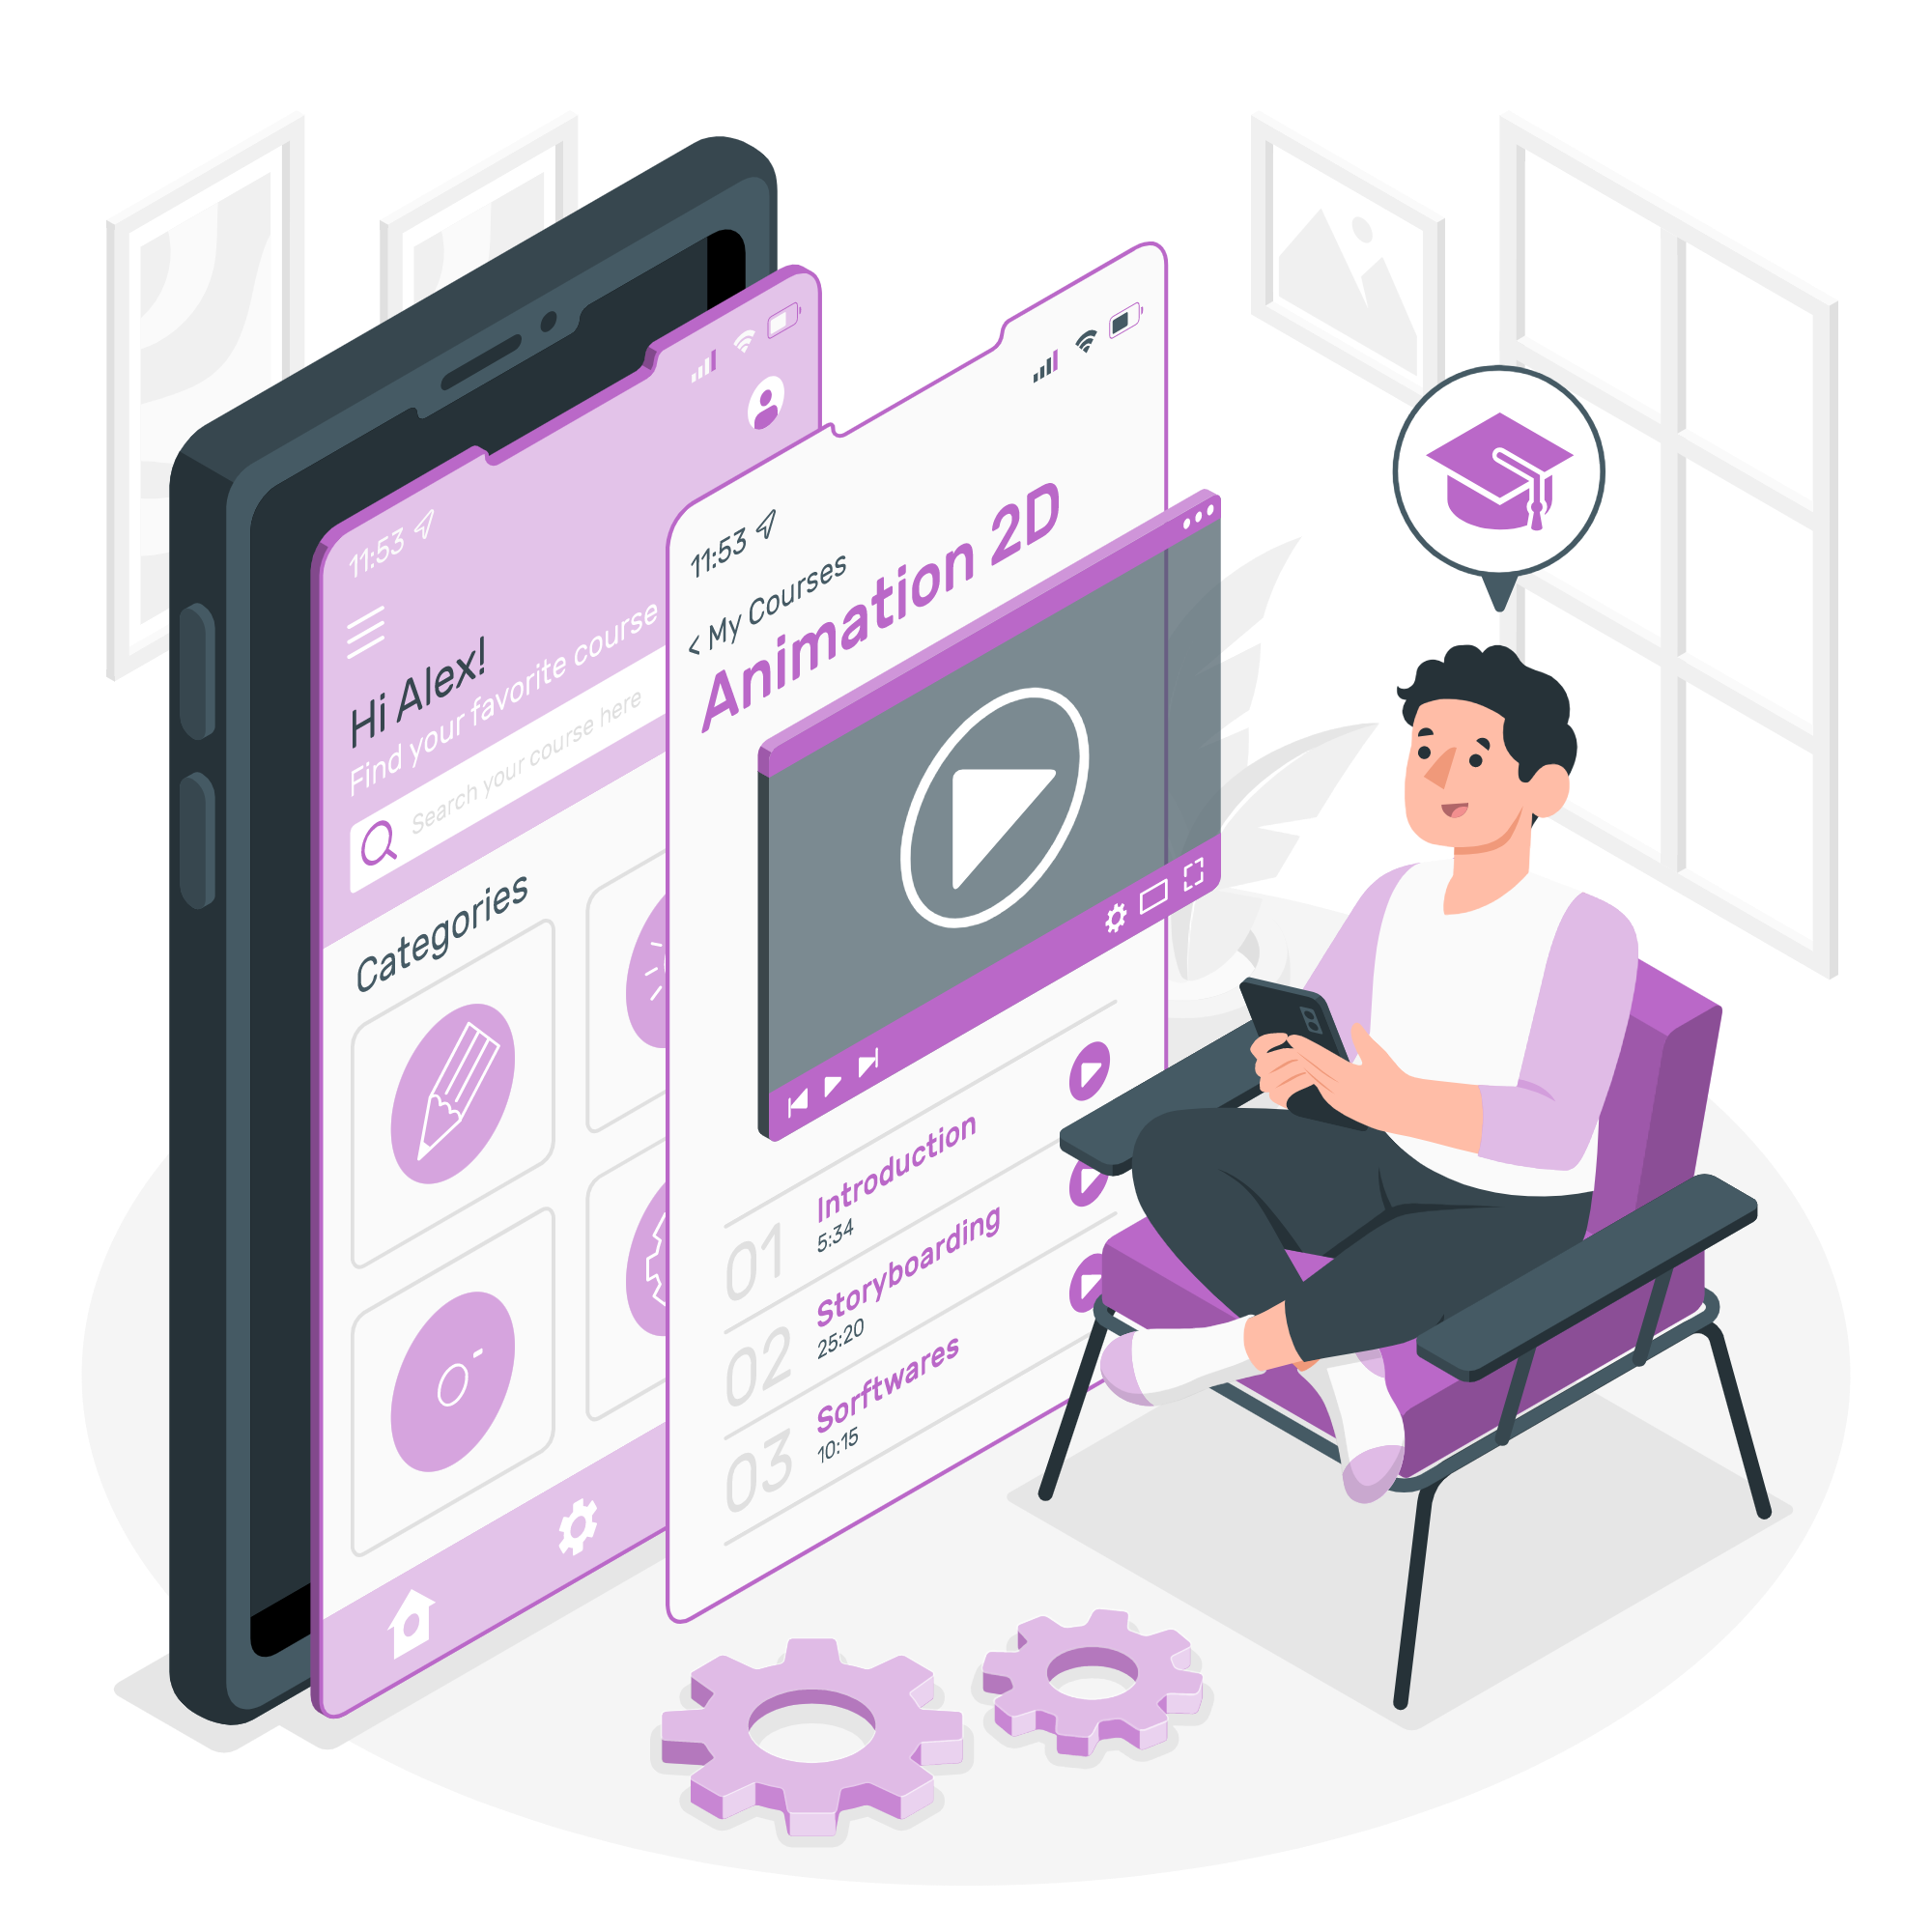 11:53
Hi Alex!
Find your favorite course
Search your course here
Categories
11:53
< My Courses
Animation 2D
01
Introduction
5:34
02
Storyboarding
25:20
03
Sorftwares
10:15